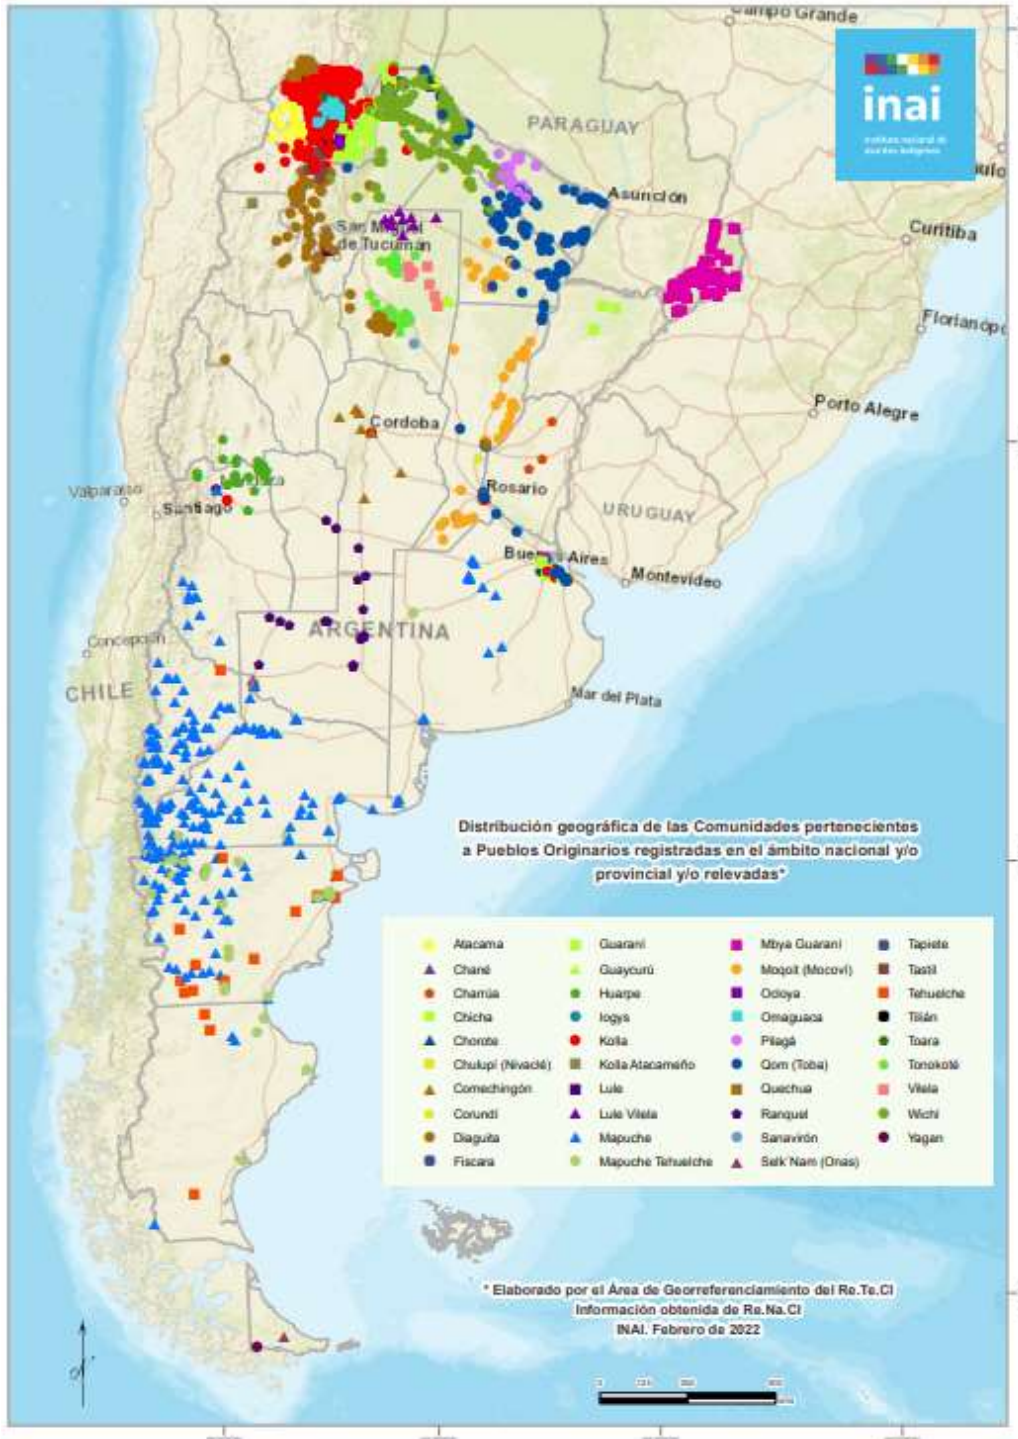 Campo Grande
inai
instituto nacional de
asuntos indígenas
PARAGUAY
Asunción
Curitiba
San Miguel
de Tucumán
Porto Alegre
Cordoba
Valparaíso
Santiago
Rosario
URUGUAY
Buenos Aires
Montevideo
Concepción
ARGENTINA
CHILE
Mar del Plata
Distribución geográfica de las Comunidades pertenecientes
a Pueblos Originarios registradas en el ámbito nacional y/o
provincial y/o relevadas*
Atacama
Chané
Charrúa
Chicha
Chorote
Chulupí (Nivaclé)
Comechingón
Corundí
Diaguita
Fiscara
Guaraní
Guaycurú
Huarpe
Iogys
Kolla
Kolla Atacameño
Lule
Lule Vilela
Mapuche
Mapuche Tehuelche
Mbya Guaraní
Moqoit (Mocoví)
Ocloya
Omaguaca
Pilagá
Qom (Toba)
Quechua
Ranquel
Sanavirón
Selk'Nam (Onas)
Tapiete
Tastil
Tehuelche
Tilián
Toara
Tonokoté
Vilela
Wichí
Yagan
* Elaborado por el Área de Georreferenciamiento del Re.Te.CI
Información obtenida de Re.Na.CI
INAI. Febrero de 2022